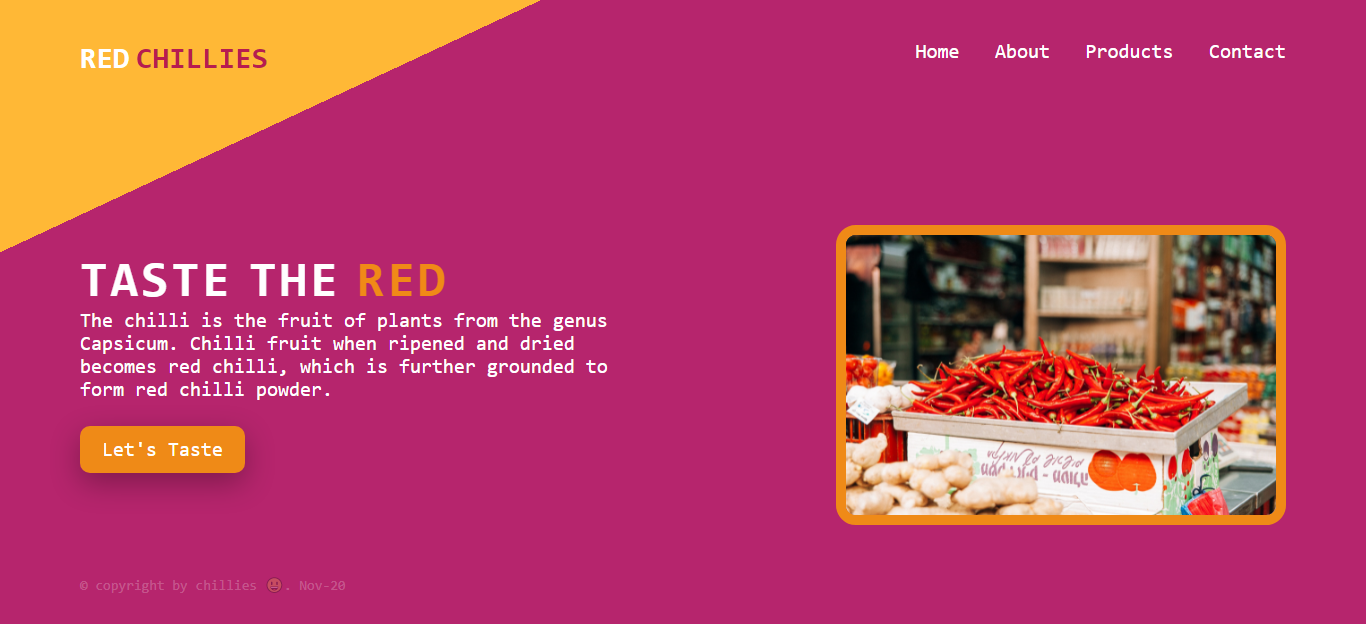 RED CHILLIES
Home About Products Contact
TASTE THE RED
The chilli is the fruit of plants from the genus
Capsicum. Chilli fruit when ripened and dried
becomes red chilli, which is further grounded to
form red chilli powder.
Let's Taste
© copyright by chillies 😈. Nov-20